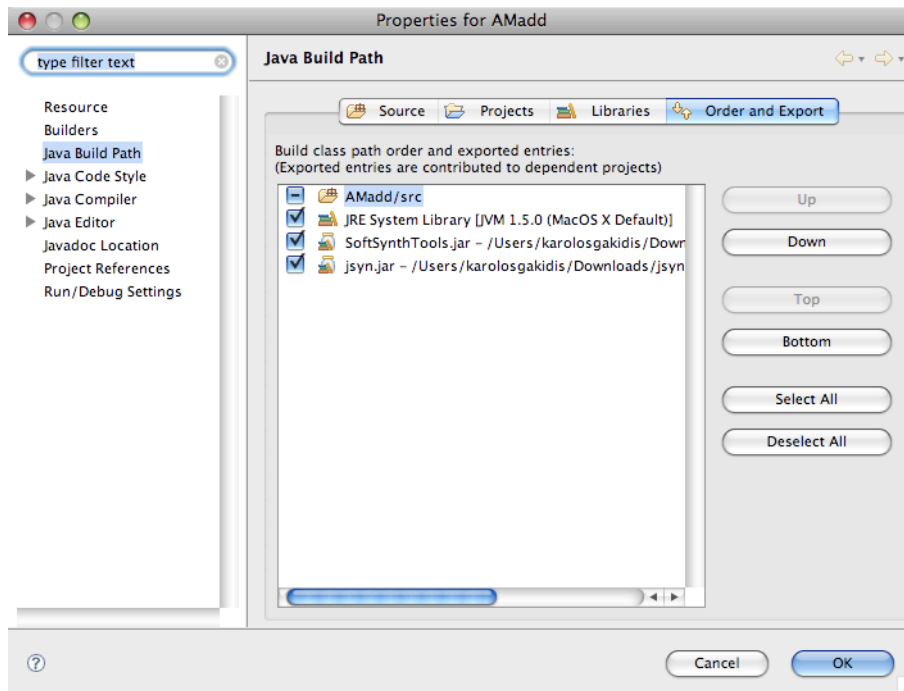 Properties for AMadd
type filter text
Java Build Path
Resource
Builders
Java Build Path
Java Code Style
Java Compiler
Java Editor
Javadoc Location
Project References
Run/Debug Settings
Source Projects Libraries Order and Export
Build class path order and exported entries:
(Exported entries are contributed to dependent projects)
AMadd/src
JRE System Library [JVM 1.5.0 (MacOS X Default)]
SoftSynthTools.jar – /Users/karolosgakidis/Down
jsyn.jar – /Users/karolosgakidis/Downloads/jsyn
Up
Down
Top
Bottom
Select All
Deselect All
?
Cancel
OK